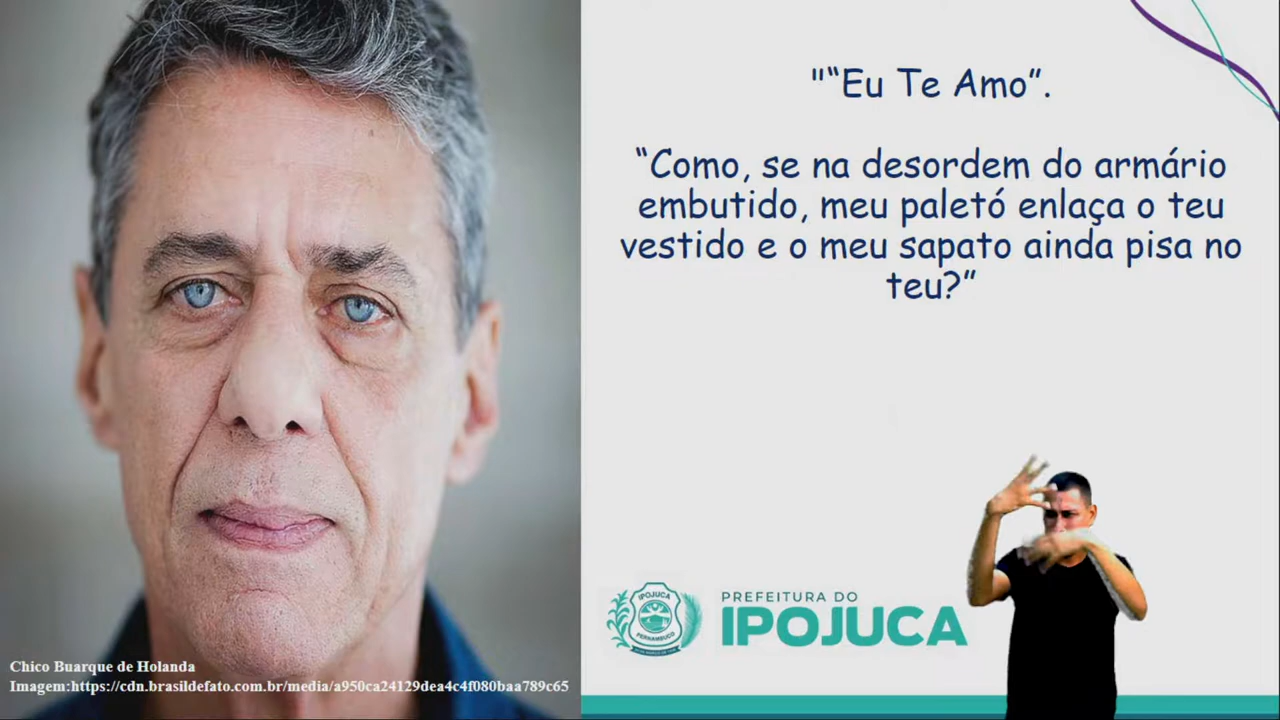 "“Eu Te Amo”.
“Como, se na desordem do armário
embutido, meu paletó enlaça o teu
vestido e o meu sapato ainda pisa no
teu?”
Chico Buarque de Holanda
Imagem:https://cdn.brasildefato.com.br/media/a950ca24129dea4c4f080baa789c65
IPOJUCA
PERNAMBUCO
PREFEITURA DO
IPOJUCA